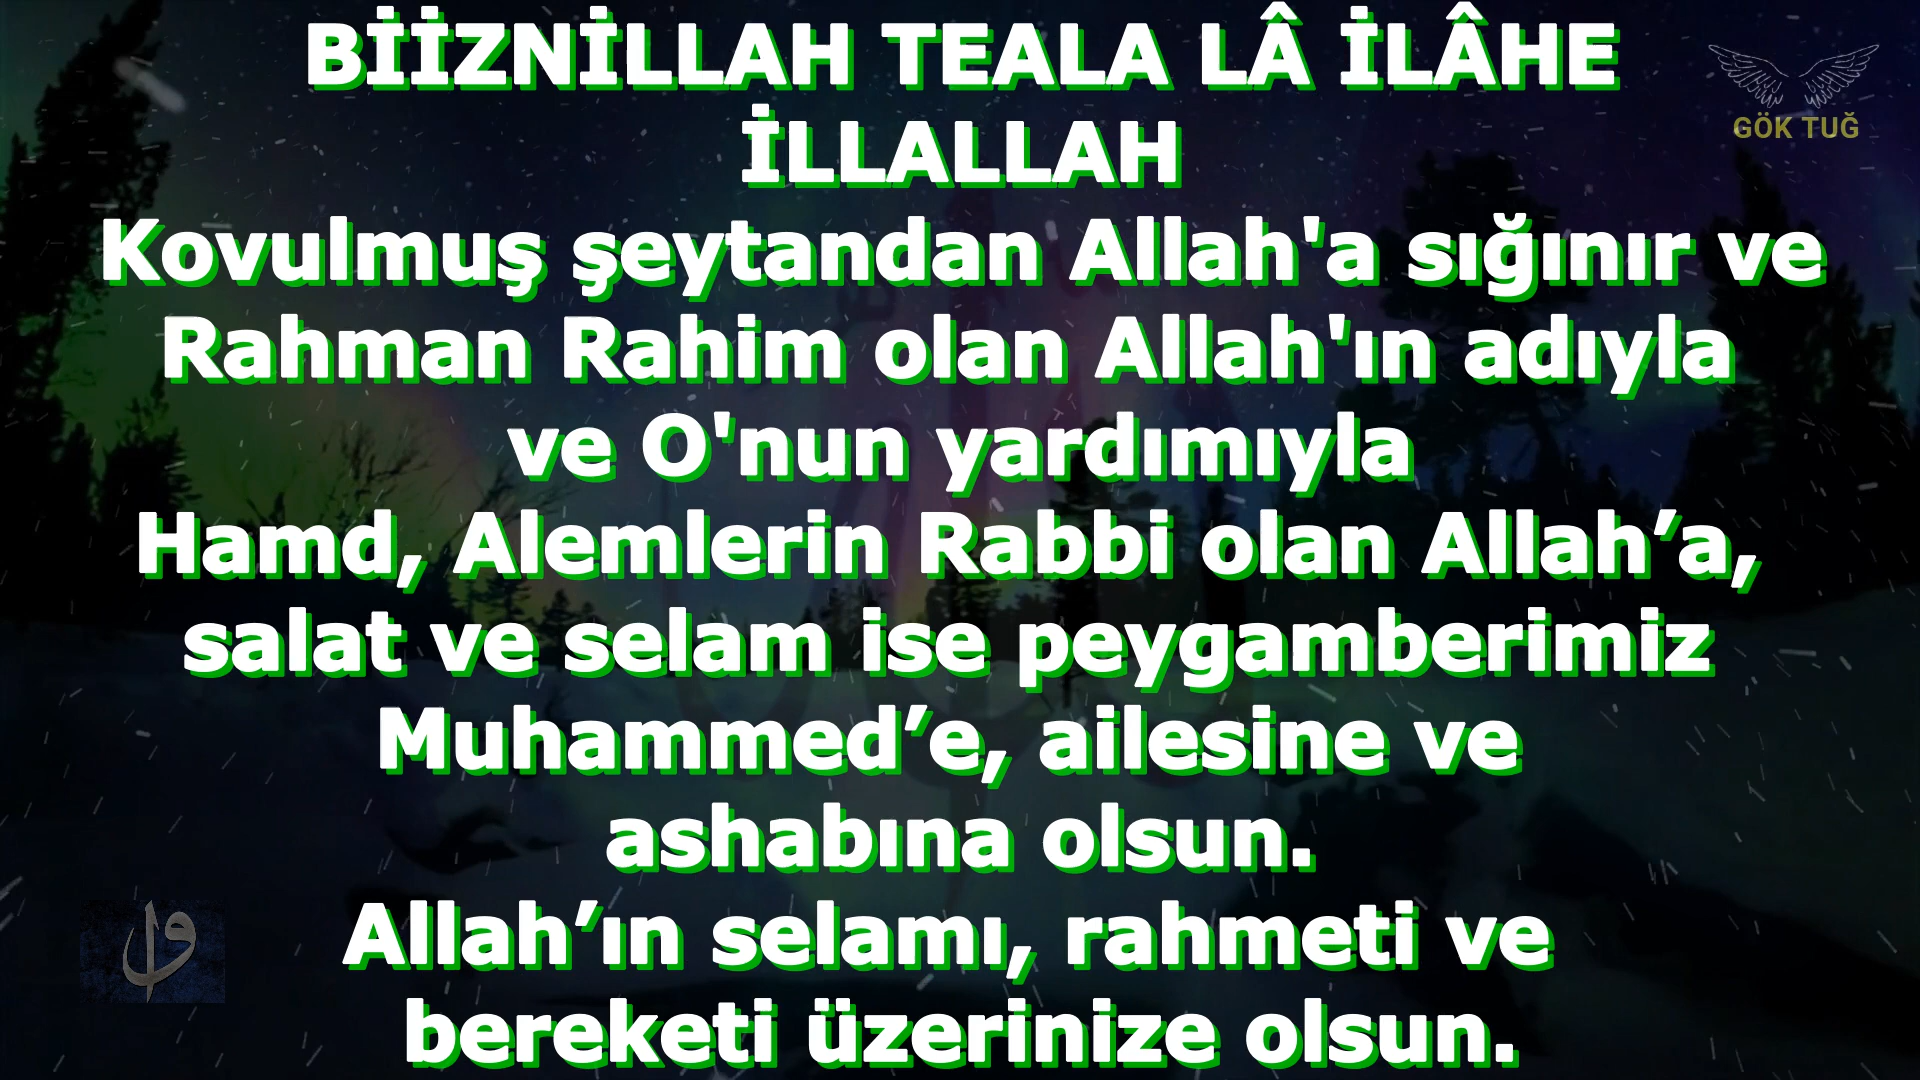 BİİZNİLLAH TEALA LÂ İLÂHE
İLLALLAH
GÖK TUĞ
Kovulmuş şeytandan Allah'a sığınır ve
Rahman Rahim olan Allah'ın adıyla
ve O'nun yardımıyla
Hamd, Alemlerin Rabbi olan Allah’a,
salat ve selam ise peygamberimiz
Muhammed’e, ailesine ve
ashabına olsun.
Allah’ın selamı, rahmeti ve
bereketi üzerinize olsun.